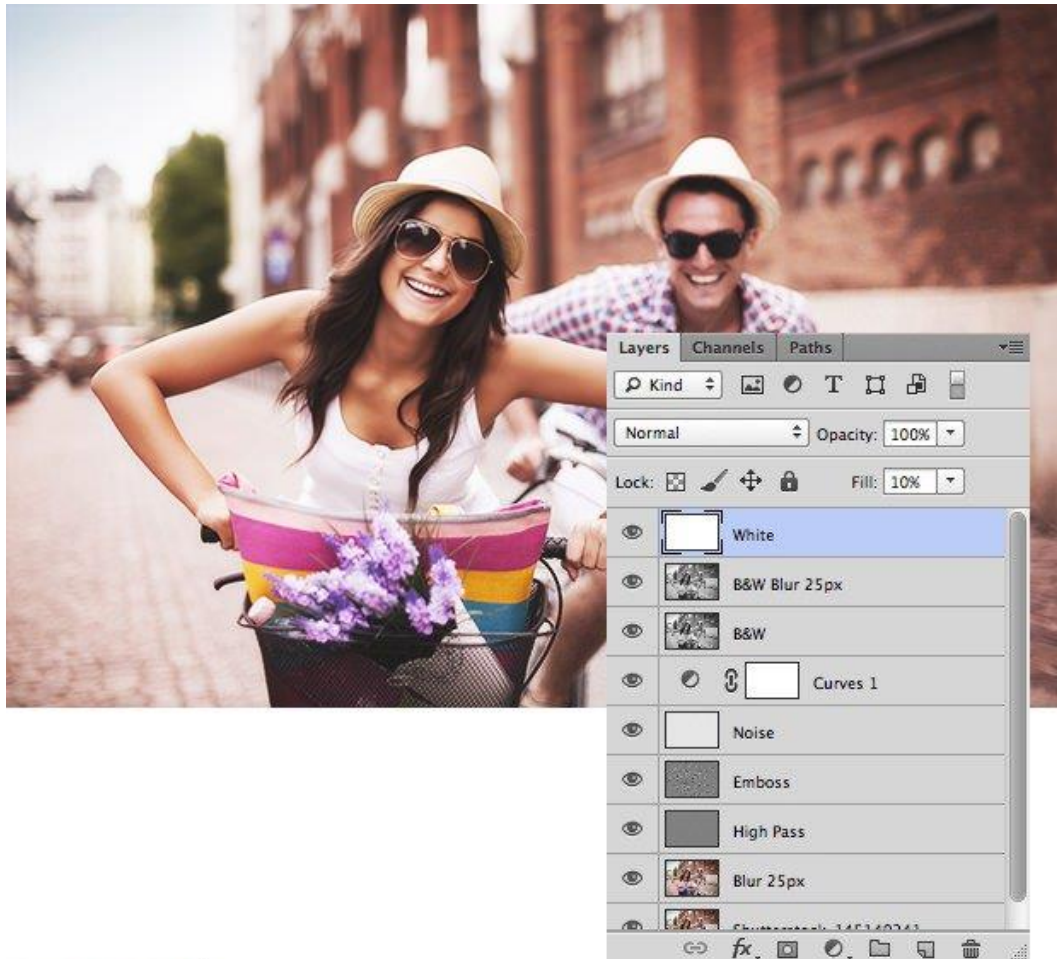 Layers Channels Paths
Kind T
Normal Opacity: 100%
Lock: Fill: 10%
White
B&W Blur 25px
B&W
Curves 1
Noise
Emboss
High Pass
Blur 25px
fx